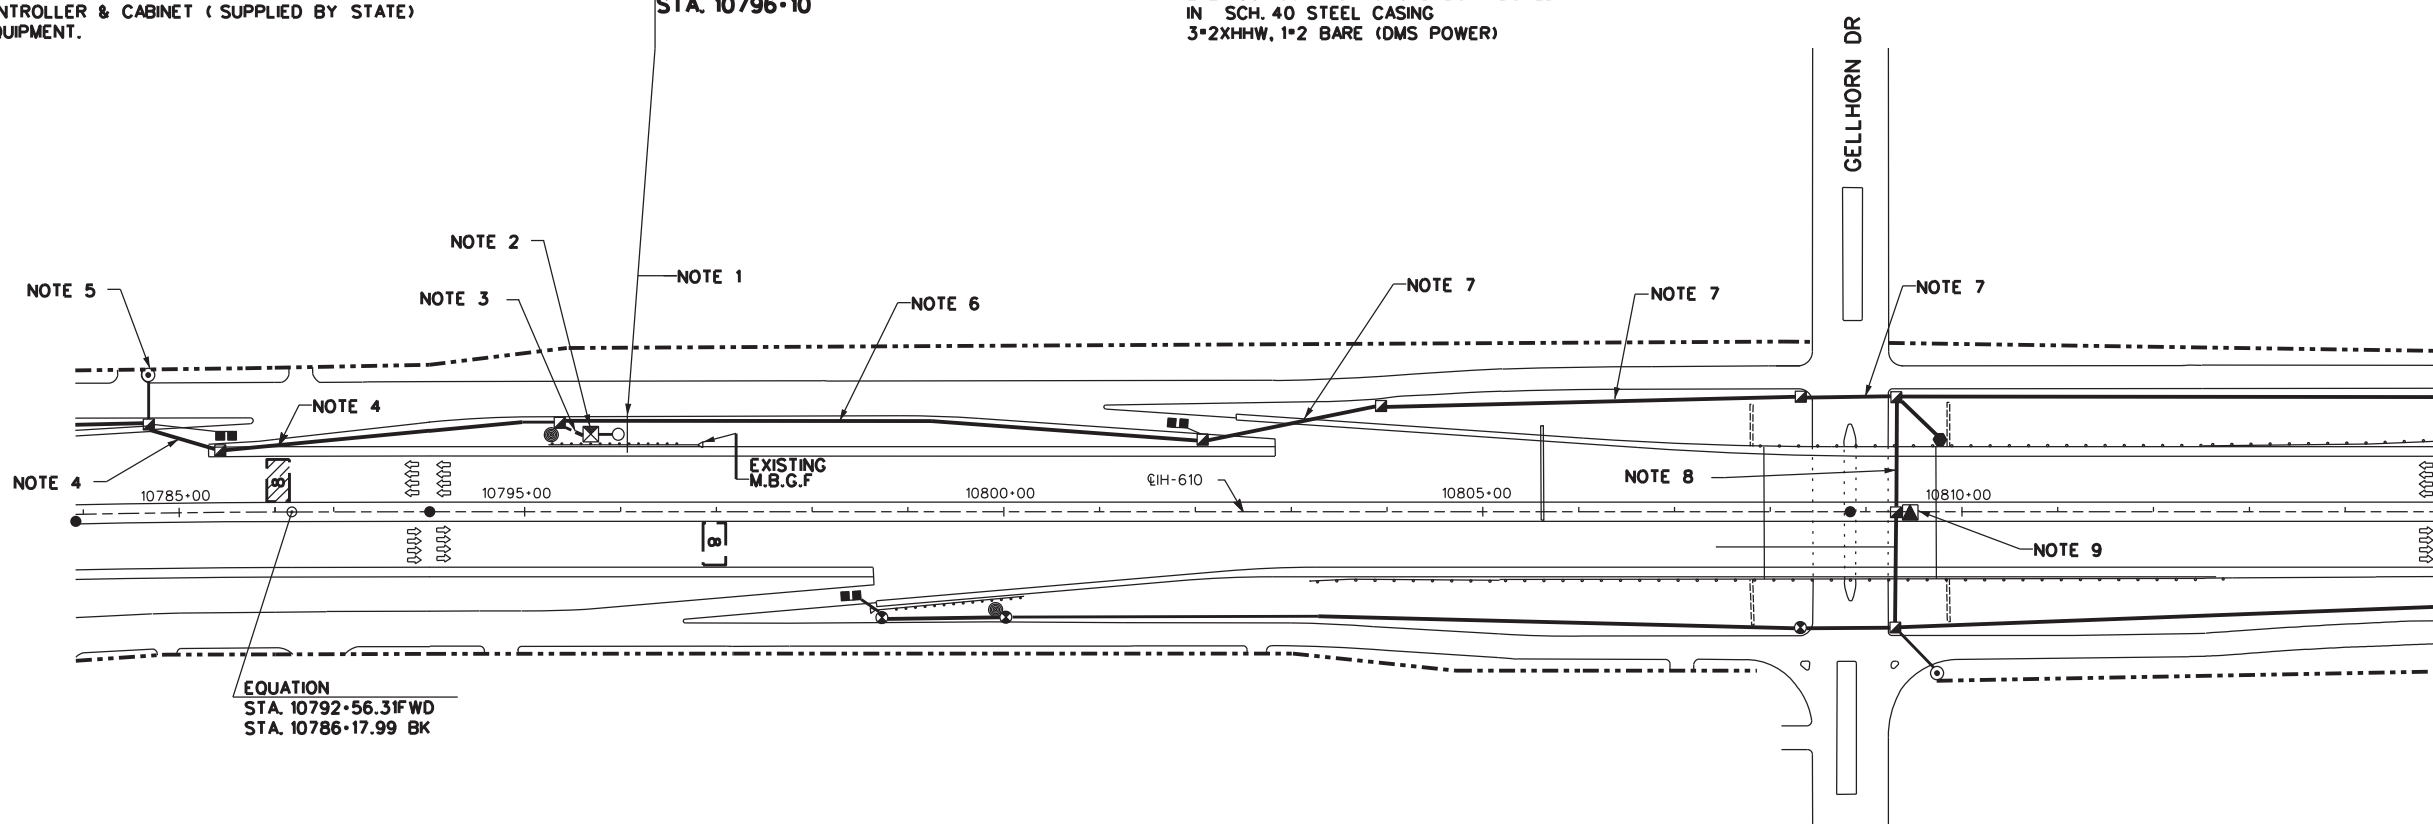 NTROLLER & CABINET ( SUPPLIED BY STATE)
UIPMENT.
STA. 10796+10
IN SCH. 40 STEEL CASING
3#2XHHW, 1#2 BARE (DMS POWER)
GELLHORN DR
NOTE 2
NOTE 1
NOTE 5
NOTE 3
NOTE 6
NOTE 7
NOTE 7
NOTE 7
NOTE 4
NOTE 4
EXISTING
M.B.G.F
℄IH-610
NOTE 8
10785+00
8
10795+00
10800+00
10805+00
10810+00
8
NOTE 9
EQUATION
STA. 10792+56.31FWD
STA. 10786+17.99 BK